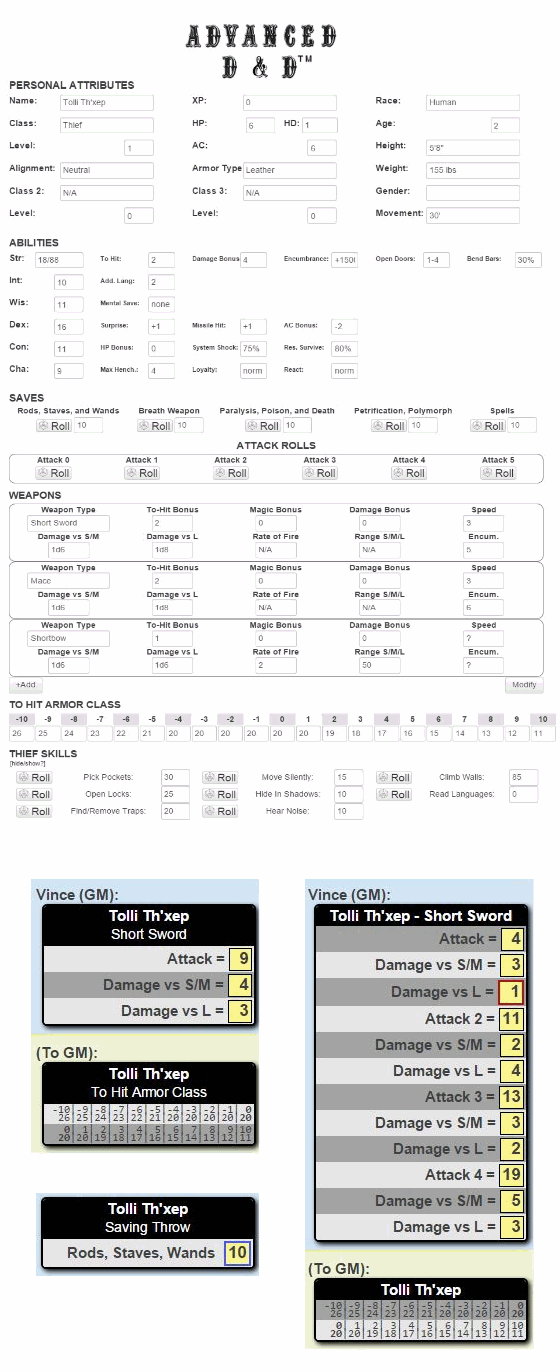 ADVANCED
D & D™
PERSONAL ATTRIBUTES
Name: Tolli Th'xep XP: 0 Race: Human
Class: Thief HP: 6 HD: 1 Age: 2
Level: 1 AC: 6 Height: 5'8"
Alignment: Neutral Armor Type Leather Weight: 155 lbs
Class 2: N/A Class 3: N/A Gender:
Level: 0 Level: 0 Movement: 30'
ABILITIES
Str: 18/86 To Hit: 2 Damage Bonus: 4 Encumbrance: +150 Open Doors: 1-4 Bend Bars: 30%
Int: 10 Add. Lang: 2
Wis: 11 Mental Save: none
Dex: 16 Surprise: +1 Missile Hit: +1 AC Bonus: -2
Con: 11 HP Bonus: 0 System Shock: 75% Res. Survive: 80%
Cha: 9 Max Hench.: 4 Loyalty: norm React: norm
SAVES
Rods, Staves, and Wands Breath Weapon Paralysis, Poison, and Death Petrification, Polymorph Spells
Roll 10 Roll 10 Roll 10 Roll 10 Roll 10
ATTACK ROLLS
Attack 0 Attack 1 Attack 2 Attack 3 Attack 4 Attack 5
Roll Roll Roll Roll Roll Roll
WEAPONS
Weapon Type To-Hit Bonus Magic Bonus Damage Bonus Speed
Short Sword 2 0 0 3
Damage vs S/M Damage vs L Rate of Fire Range S/M/L Encum.
1d6 1d8 N/A N/A 5
Weapon Type To-Hit Bonus Magic Bonus Damage Bonus Speed
Mace 2 0 0 3
Damage vs S/M Damage vs L Rate of Fire Range S/M/L Encum.
1d6 1d8 N/A N/A 6
Weapon Type To-Hit Bonus Magic Bonus Damage Bonus Speed
Shortbow 1 0 0 ?
Damage vs S/M Damage vs L Rate of Fire Range S/M/L Encum.
1d6 1d6 2 50 ?
+Add Modify
TO HIT ARMOR CLASS
-10 -9 -8 -7 -6 -5 -4 -3 -2 -1 0 0 1 2 3 4 5 6 7 8 9 10
26 25 24 23 22 21 20 20 20 20 20 20 20 19 18 17 16 15 14 13 12 11
THIEF SKILLS
[hide/show?]
Roll Pick Pockets: 30 Roll Move Silently: 15 Roll Climb Walls: 85
Roll Open Locks: 25 Roll Hide In Shadows: 10 Roll Read Languages: 0
Roll Find/Remove Traps: 20 Roll Hear Noise: 10
Vince (GM):
Tolli Th'xep
Short Sword
Attack = 9
Damage vs S/M = 4
Damage vs L = 3
(To GM):
Tolli Th'xep
To Hit Armor Class
-10 -9 -8 -7 -6 -5 -4 -3 -2 -1 0
26 25 24 23 22 21 20 20 20 20 20
0 1 2 3 4 5 6 7 8 9 10
20 20 19 18 17 16 15 14 13 12 11
Tolli Th'xep
Saving Throw
Rods, Staves, Wands 10
Vince (GM):
Tolli Th'xep - Short Sword
Attack = 4
Damage vs S/M = 3
Damage vs L = 1
Attack 2 = 11
Damage vs S/M = 2
Damage vs L = 4
Attack 3 = 13
Damage vs S/M = 3
Damage vs L = 2
Attack 4 = 19
Damage vs S/M = 5
Damage vs L = 3
(To GM):
Tolli Th'xep
-10 -9 -8 -7 -6 -5 -4 -3 -2 -1 0
26 25 24 23 22 21 20 20 20 20 20
0 1 2 3 4 5 6 7 8 9 10
20 20 19 18 17 16 15 14 13 12 11